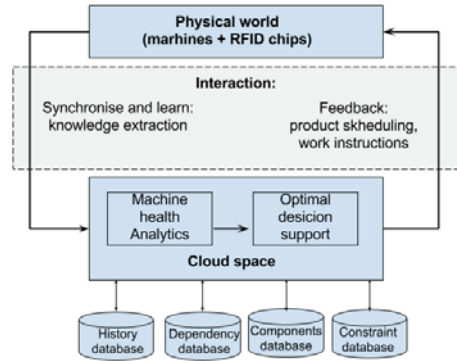 Physical world
(marhines + RFID chips)
Interaction:
Synchronise and learn:
knowledge extraction
Feedback:
product skheduling,
work instructions
Machine
health
Analytics
Optimal
desicion
support
Cloud space
History
database
Dependency
database
Components
database
Constraint
database